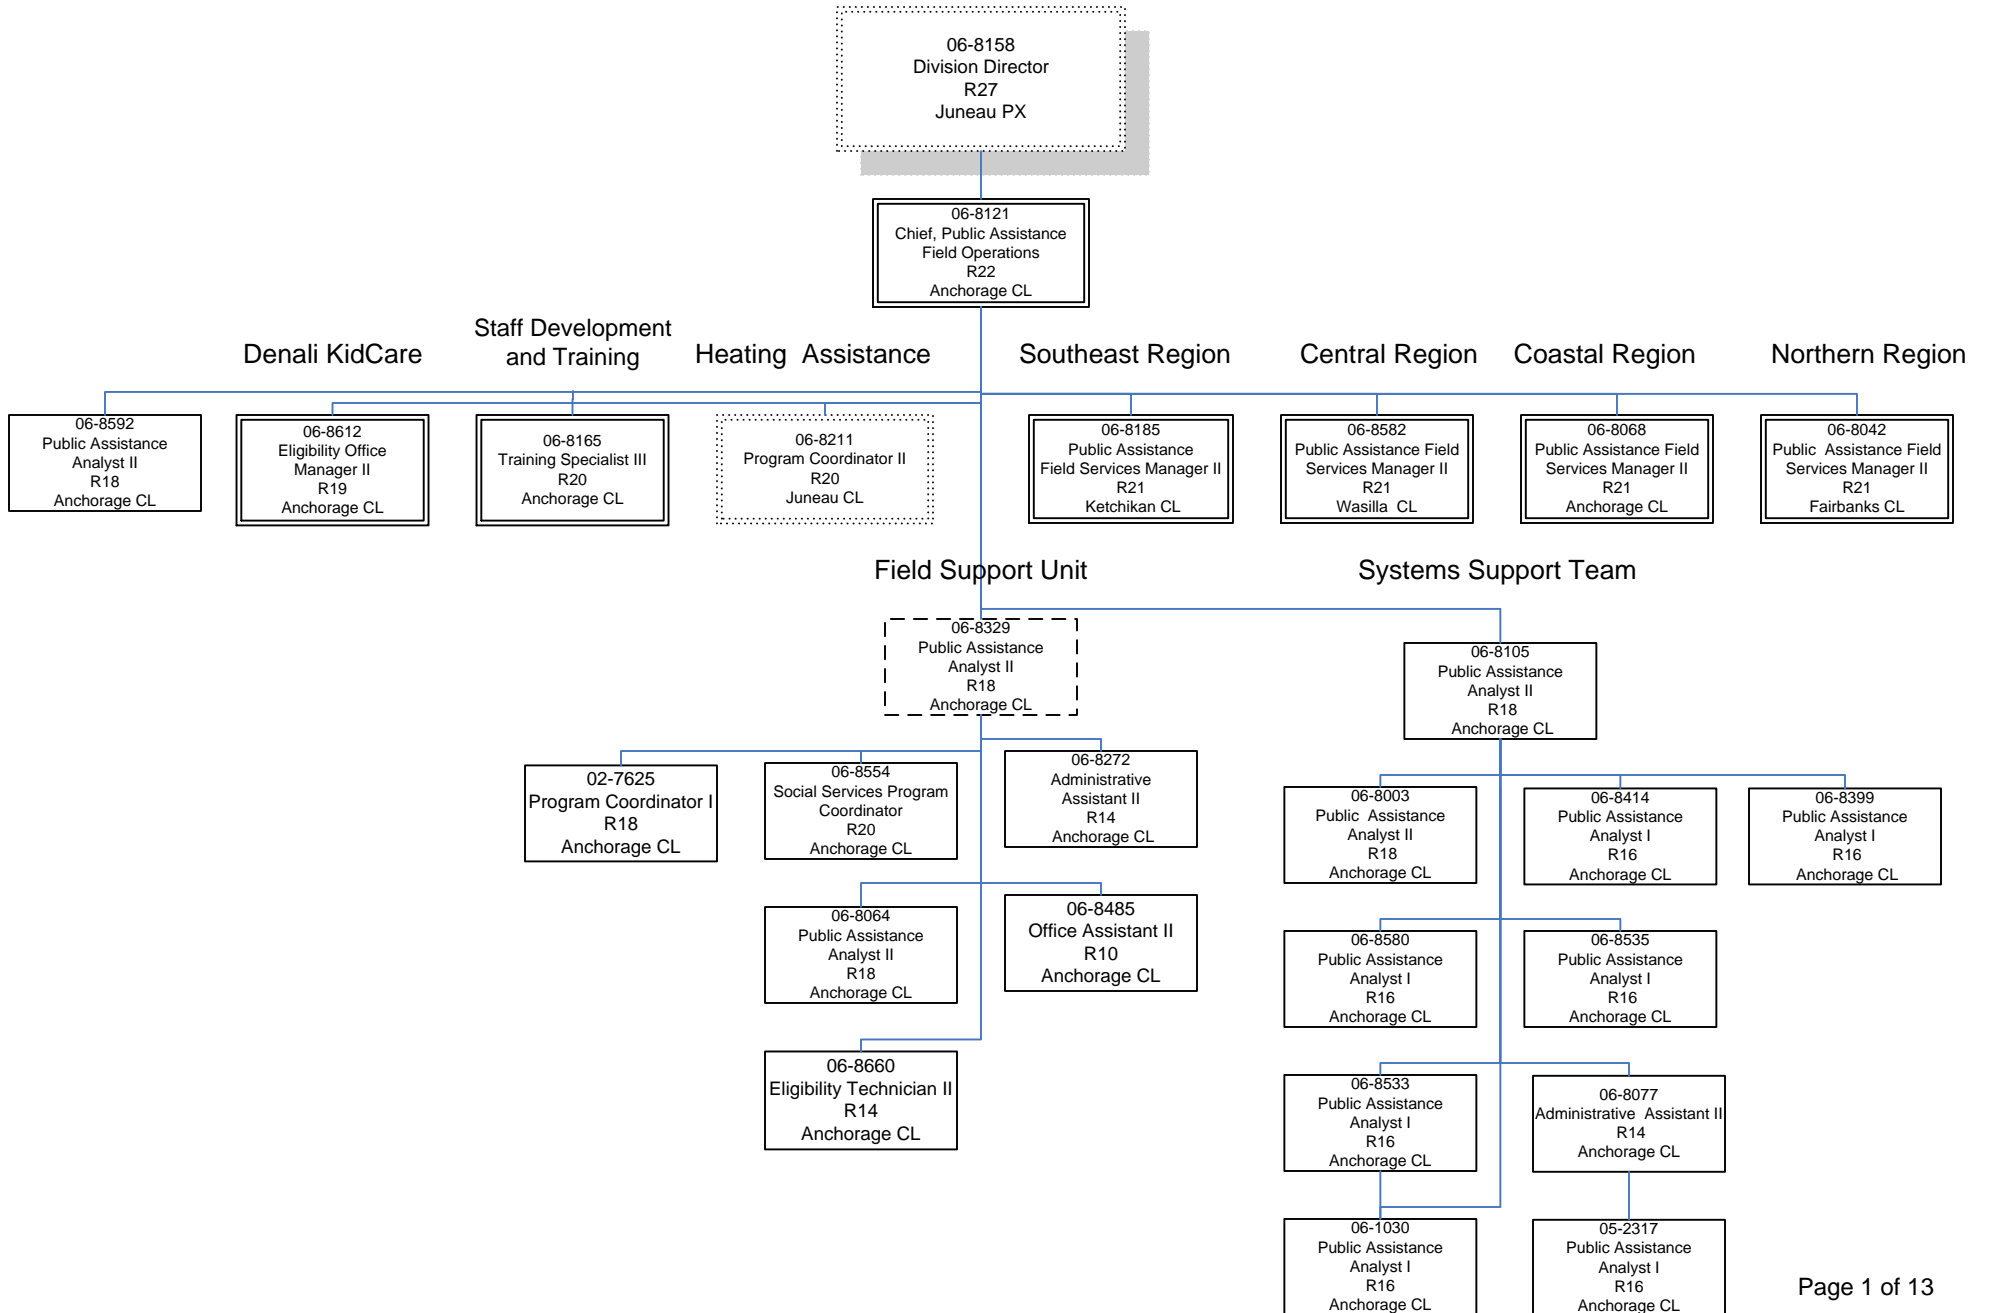 06-8158
Division Director
R27
Juneau PX
06-8121
Chief, Public Assistance
Field Operations
R22
Anchorage CL
Denali KidCare
Staff Development
and Training
Heating  Assistance
Southeast Region
Central Region
Coastal Region
Northern Region
06-8592
Public Assistance
Analyst II
R18
Anchorage CL
06-8612
Eligibility Office
Manager II
R19
Anchorage CL
06-8165
Training Specialist III
R20
Anchorage CL
06-8211
Program Coordinator II
R20
Juneau CL
06-8185
Public Assistance
Field Services Manager II
R21
Ketchikan CL
06-8582
Public Assistance Field
Services Manager II
R21
Wasilla  CL
06-8068
Public Assistance Field
Services Manager II
R21
Anchorage CL
06-8042
Public  Assistance Field
Services Manager II
R21
Fairbanks CL
Field Support Unit
Systems Support Team
06-8329
Public Assistance
Analyst II
R18
Anchorage CL
06-8105
Public Assistance
Analyst II
R18
Anchorage CL
02-7625
Program Coordinator I
R18
Anchorage CL
06-8554
Social Services Program
Coordinator
R20
Anchorage CL
06-8272
Administrative
Assistant II
R14
Anchorage CL
06-8003
Public  Assistance
Analyst II
R18
Anchorage CL
06-8414
Public Assistance
Analyst I
R16
Anchorage CL
06-8399
Public Assistance
Analyst I
R16
Anchorage CL
06-8064
Public Assistance
Analyst II
R18
Anchorage CL
06-8485
Office Assistant II
R10
Anchorage CL
06-8580
Public Assistance
Analyst I
R16
Anchorage CL
06-8535
Public Assistance
Analyst I
R16
Anchorage CL
06-8660
Eligibility Technician II
R14
Anchorage CL
06-8533
Public Assistance
Analyst I
R16
Anchorage CL
06-8077
Administrative  Assistant II
R14
Anchorage CL
06-1030
Public Assistance
Analyst I
R16
Anchorage CL
05-2317
Public Assistance
Analyst I
R16
Anchorage CL
Page 1 of 13